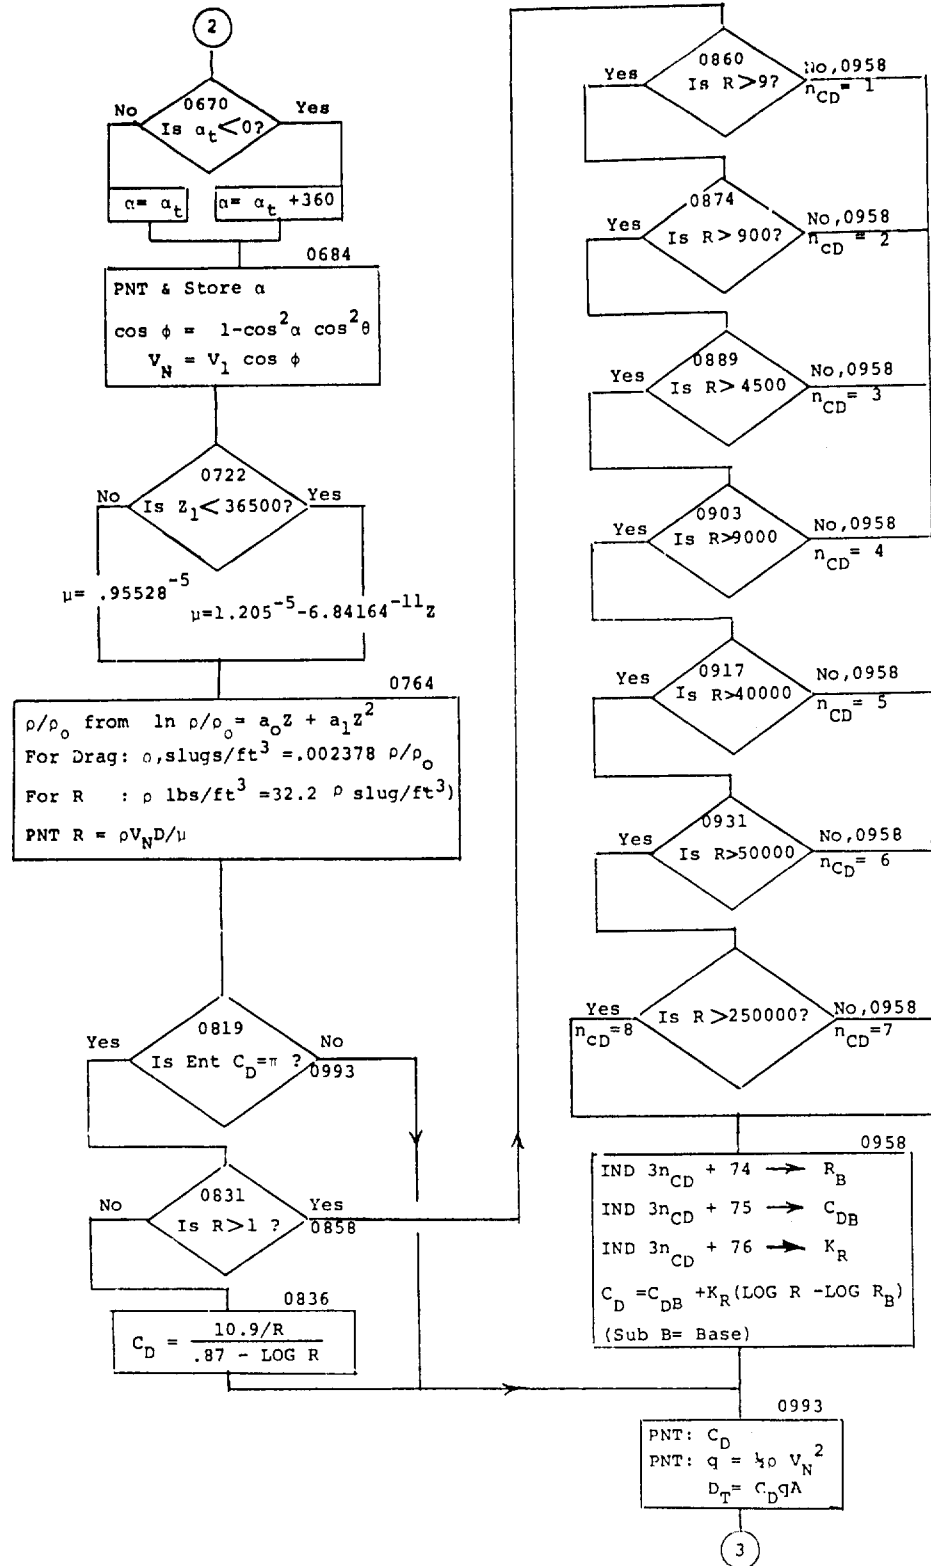 2
0670
Is α_t < 0?
No
Yes
α= α_t
α= α_t +360
0684
PNT & Store α
cos φ = 1-cos²α cos²θ
V_N = V_1 cos φ
0722
Is Z_1 < 36500?
No
Yes
μ= .95528⁻⁵
μ=1.205⁻⁵-6.84164⁻¹¹Z
0764
ρ/ρ_o from ln ρ/ρ_o= a_o Z + a_1 Z²
For Drag: ρ,slugs/ft³ =.002378 ρ/ρ_o
For R : ρ lbs/ft³ =32.2 ρ slug/ft³)
PNT R = ρV_N D/μ
0819
Is Ent C_D=π ?
Yes
No
0993
0831
Is R>1 ?
No
Yes
0858
0836
C_D = 10.9/R
.87 - LOG R
0860
Is R >9?
Yes
No,0958
n_CD= 1
0874
Is R> 900?
Yes
No,0958
n_CD = 2
0889
Is R> 4500
Yes
No,0958
n_CD= 3
0903
Is R>9000
Yes
No,0958
n_CD= 4
0917
Is R>40000
Yes
No,0958
n_CD= 5
0931
Is R>50000
Yes
No,0958
n_CD= 6
Is R >250000?
Yes
n_CD=8
No,0958
n_CD=7
0958
IND 3n_CD + 74 → R_B
IND 3n_CD + 75 → C_DB
IND 3n_CD + 76 → K_R
C_D =C_DB +K_R(LOG R -LOG R_B)
(Sub B= Base)
0993
PNT: C_D
PNT: q = ½ρ V_N²
D_T= C_D qA
3